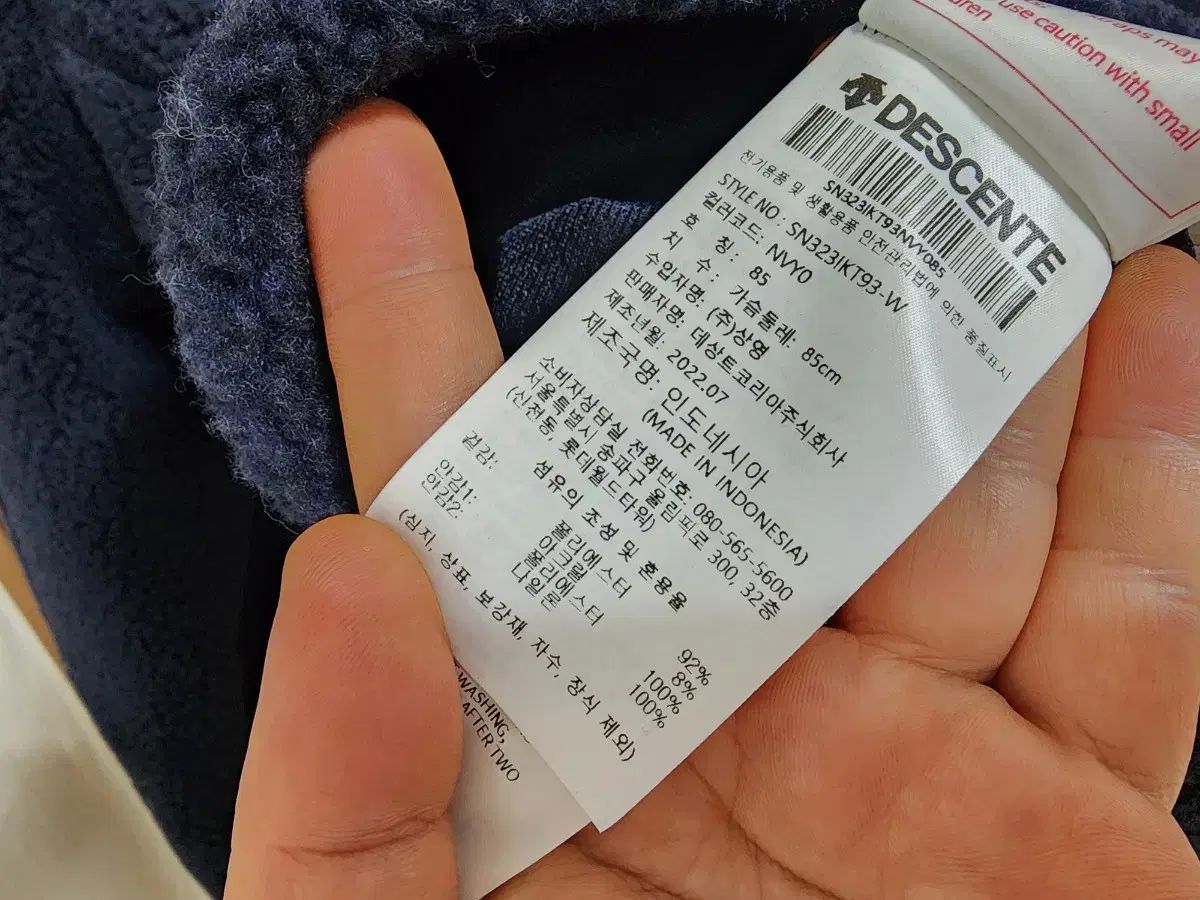 use caution with small
DESCENTE
SN323IKT93NVY085
전기용품 및 생활용품 안전관리법에 의한 품질표시
STYLE NO : SN323IKT93-W
컬러코드: NVY0
호 칭: 85
치 수: 가슴둘레: 85cm
수입자명: (주)상영
판매자명: 데상트코리아주식회사
제조년월: 2022.07
제조국명: 인도네시아
(MADE IN INDONESIA)
소비자상담실 전화번호: 080-565-5600
서울특별시 송파구 올림픽로 300, 32층
(신천동, 롯데월드타워)
섬유의 조성 및 혼용율
겉감: 폴리에스터 92%
아크릴 8%
안감1: 폴리에스터 100%
안감2: 나일론 100%
(심지, 상표, 보강재, 자수, 장식 제외)
WASHING,
AFTER TWO